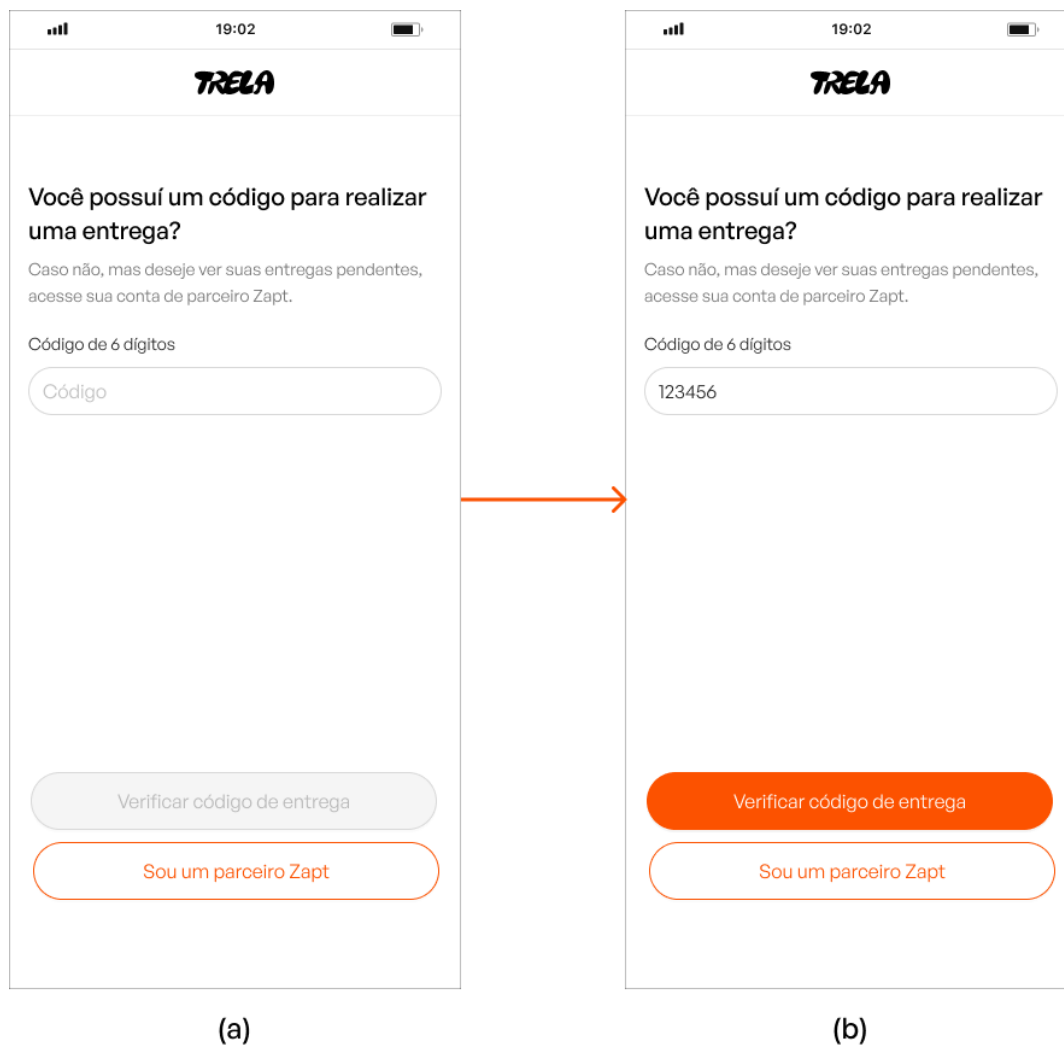 19:02
TRELA
Você possuí um código para realizar
uma entrega?
Caso não, mas deseje ver suas entregas pendentes,
acesse sua conta de parceiro Zapt.
Código de 6 dígitos
Código
Verificar código de entrega
Sou um parceiro Zapt
(a)
19:02
TRELA
Você possuí um código para realizar
uma entrega?
Caso não, mas deseje ver suas entregas pendentes,
acesse sua conta de parceiro Zapt.
Código de 6 dígitos
123456
Verificar código de entrega
Sou um parceiro Zapt
(b)